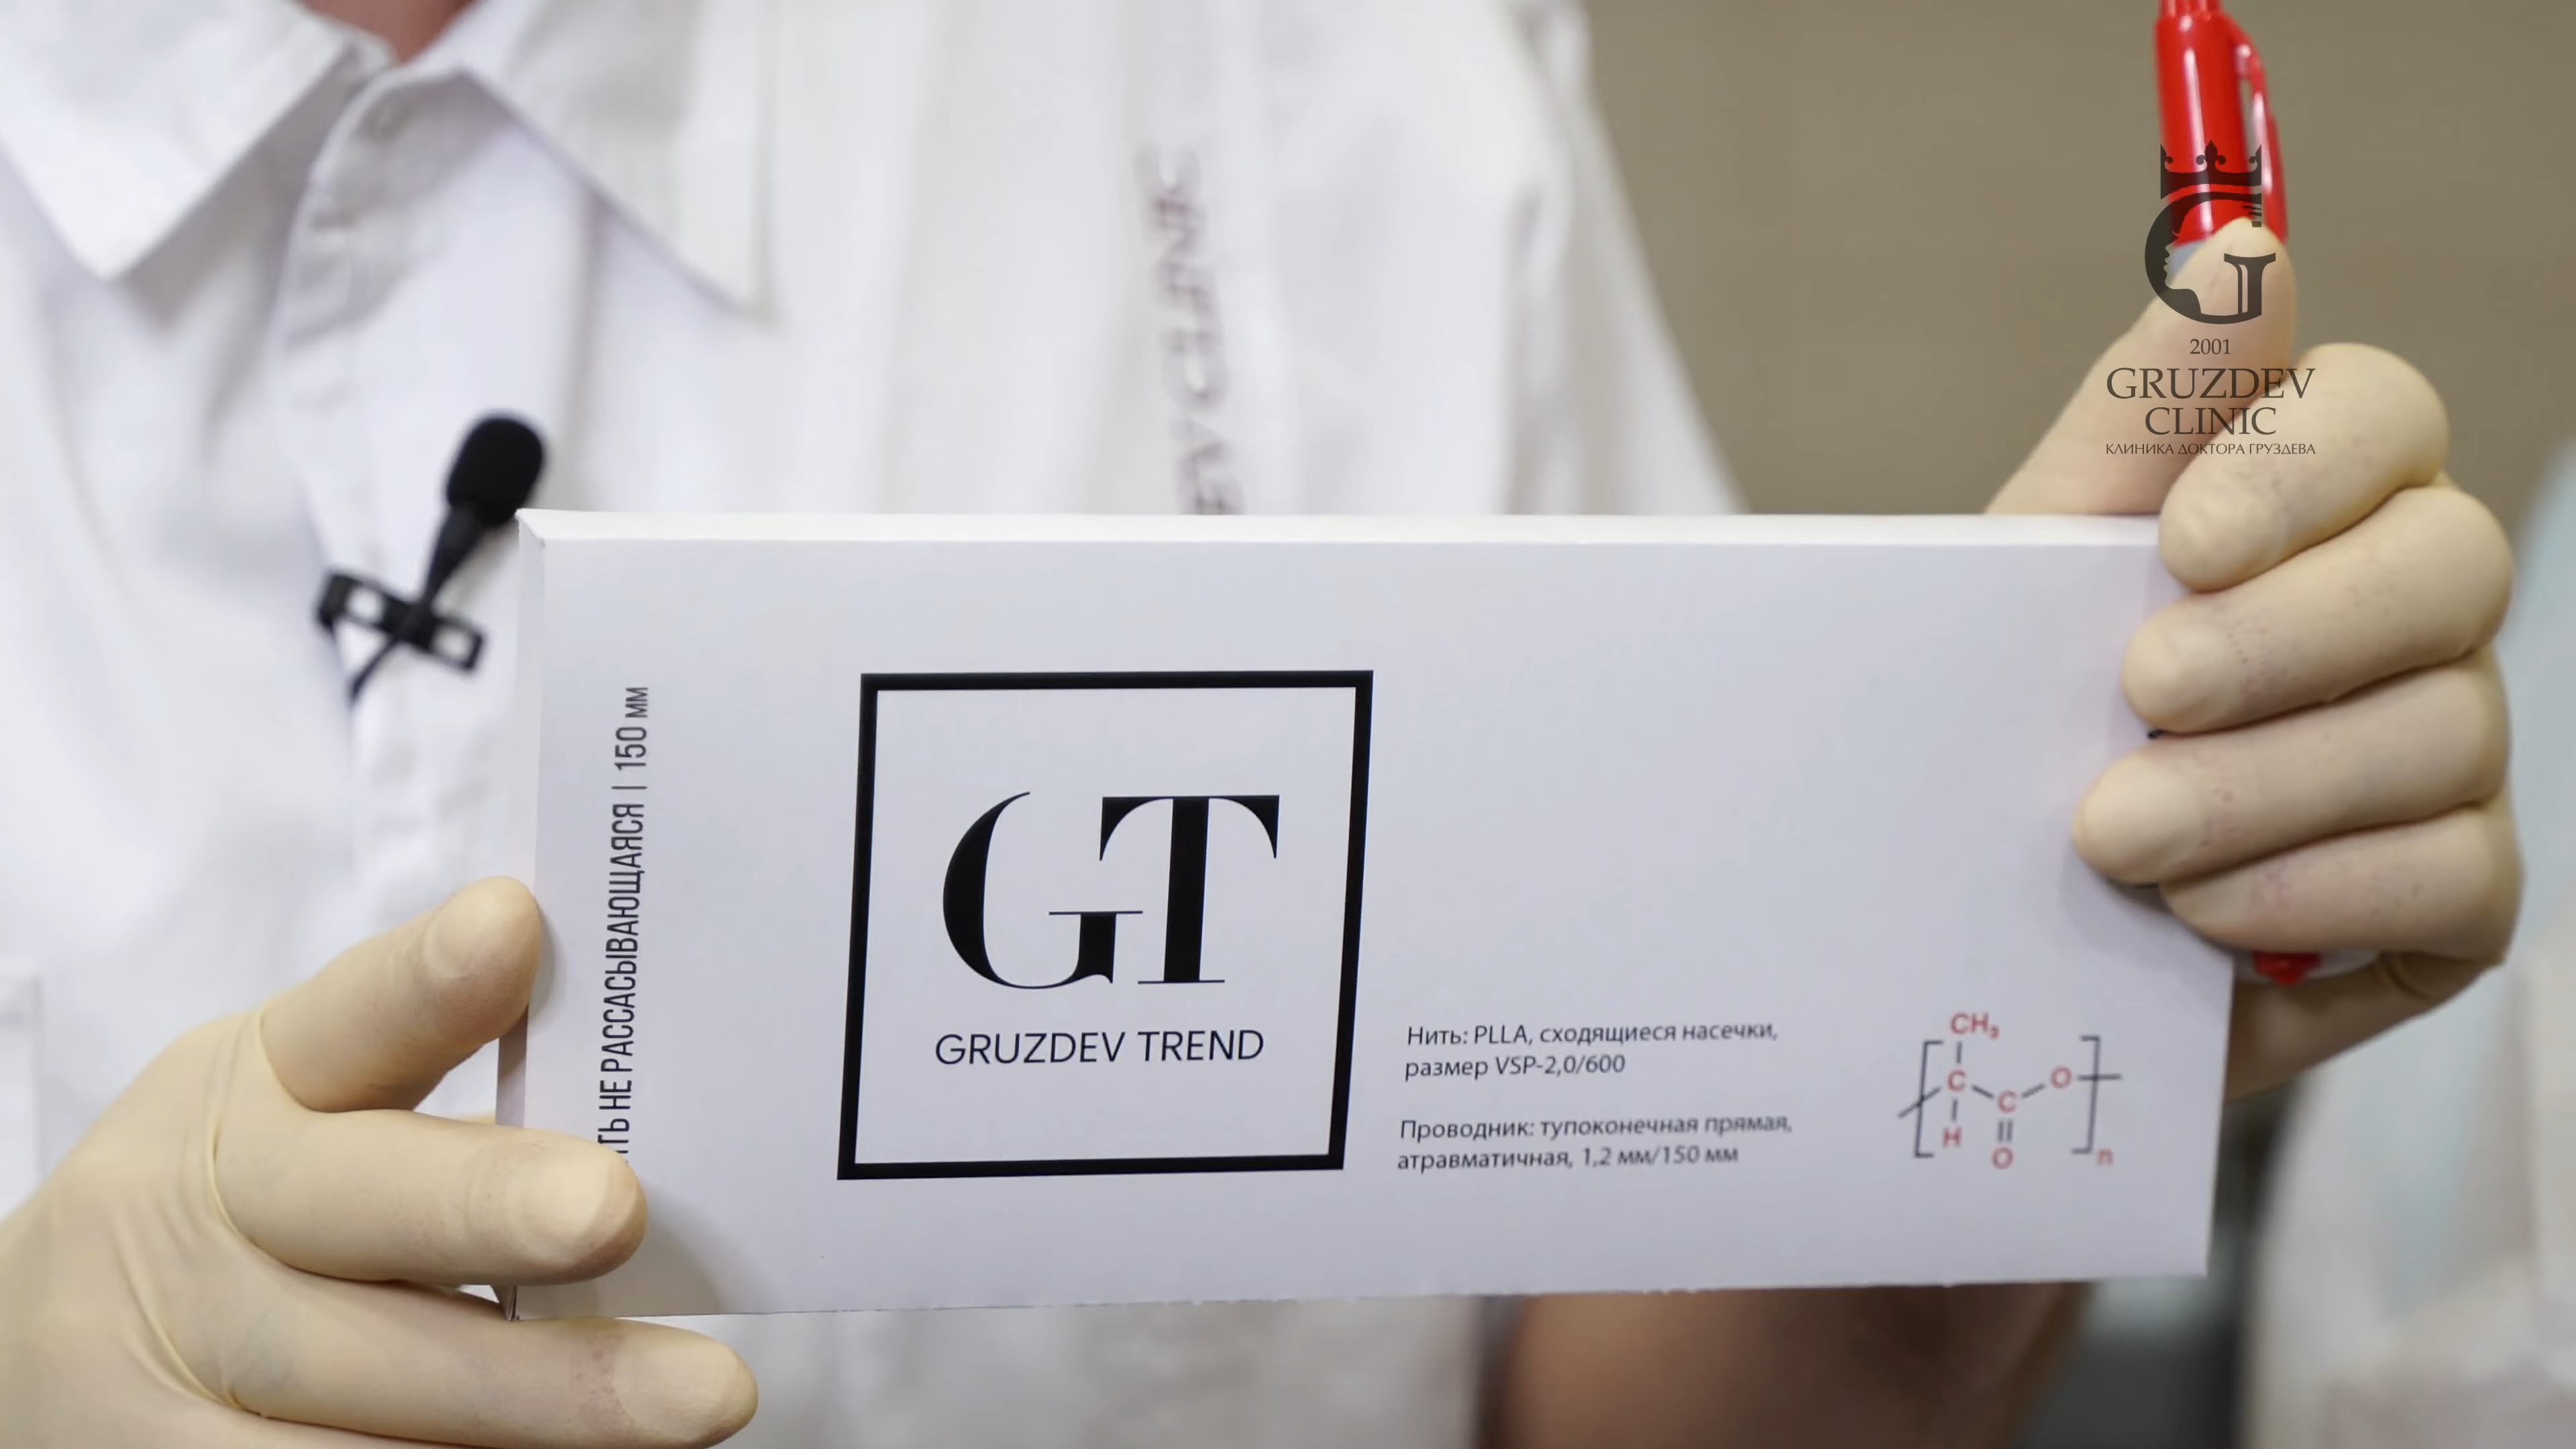 2001
GRUZDEV
CLINIC
КЛИНИКА ДОКТОРА ГРУЗДЕВА
НЕ РАССАСЫВАЮЩАЯСЯ | 150 мм
GT
GRUZDEV TREND
Нить: PLLA, сходящиеся насечки,
размер VSP-2,0/600
Проводник: тупоконечная прямая,
атравматичная, 1,2 мм/150 мм
CH₃
C
C
O
H
O
n